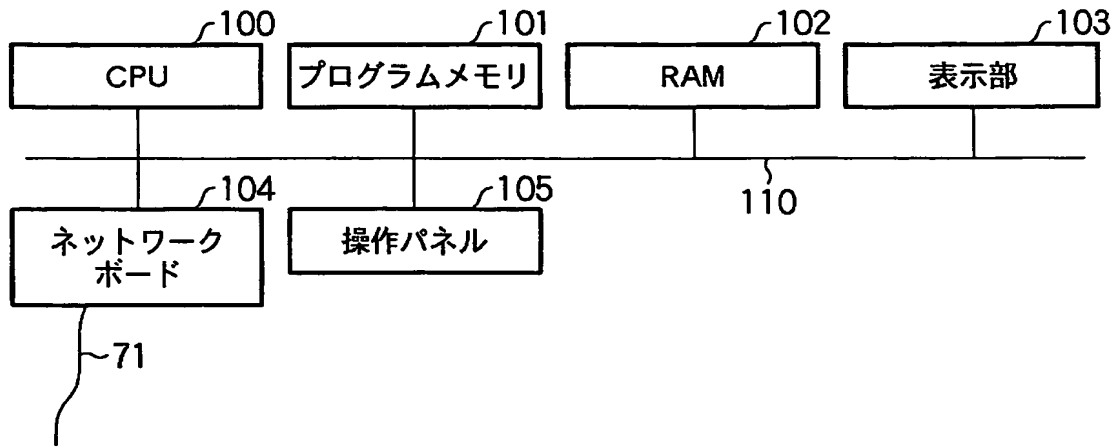 100
101
102
103
CPU
プログラムメモリ
RAM
表示部
104
105
110
ネットワーク
ボード
操作パネル
71